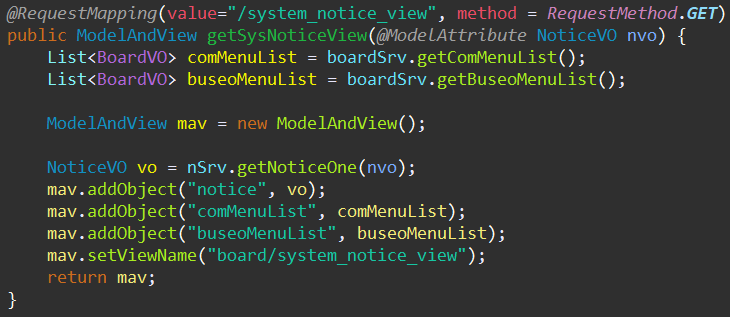 @RequestMapping(value="/system_notice_view", method = RequestMethod.GET)
public ModelAndView getSysNoticeView(@ModelAttribute NoticeVO nvo) {
    List<BoardVO> comMenuList = boardSrv.getComMenuList();
    List<BoardVO> buseoMenuList = boardSrv.getBuseoMenuList();

    ModelAndView mav = new ModelAndView();

    NoticeVO vo = nSrv.getNoticeOne(nvo);
    mav.addObject("notice", vo);
    mav.addObject("comMenuList", comMenuList);
    mav.addObject("buseoMenuList", buseoMenuList);
    mav.setViewName("board/system_notice_view");
    return mav;
}